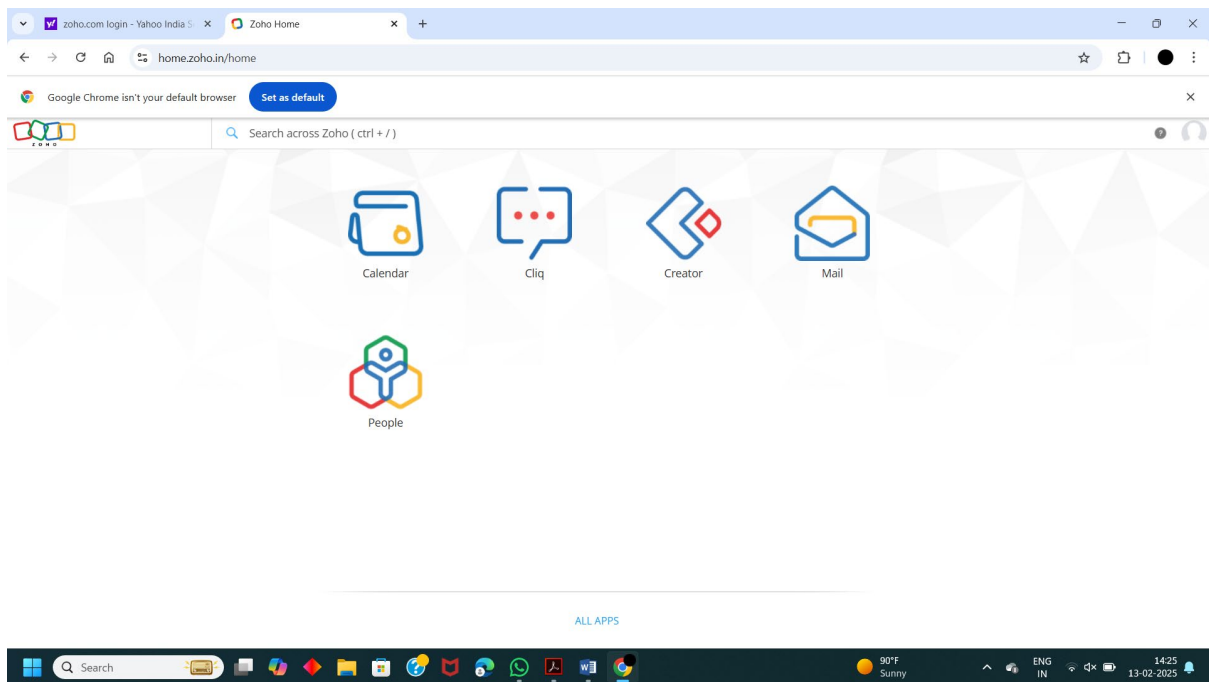 zoho.com login - Yahoo India S
Zoho Home
home.zoho.in/home
Google Chrome isn't your default browser Set as default
ZOHO
Search across Zoho ( ctrl + / )
Calendar Cliq Creator Mail
People
ALL APPS
Search
90°F
Sunny
ENG
IN
14:25
13-02-2025